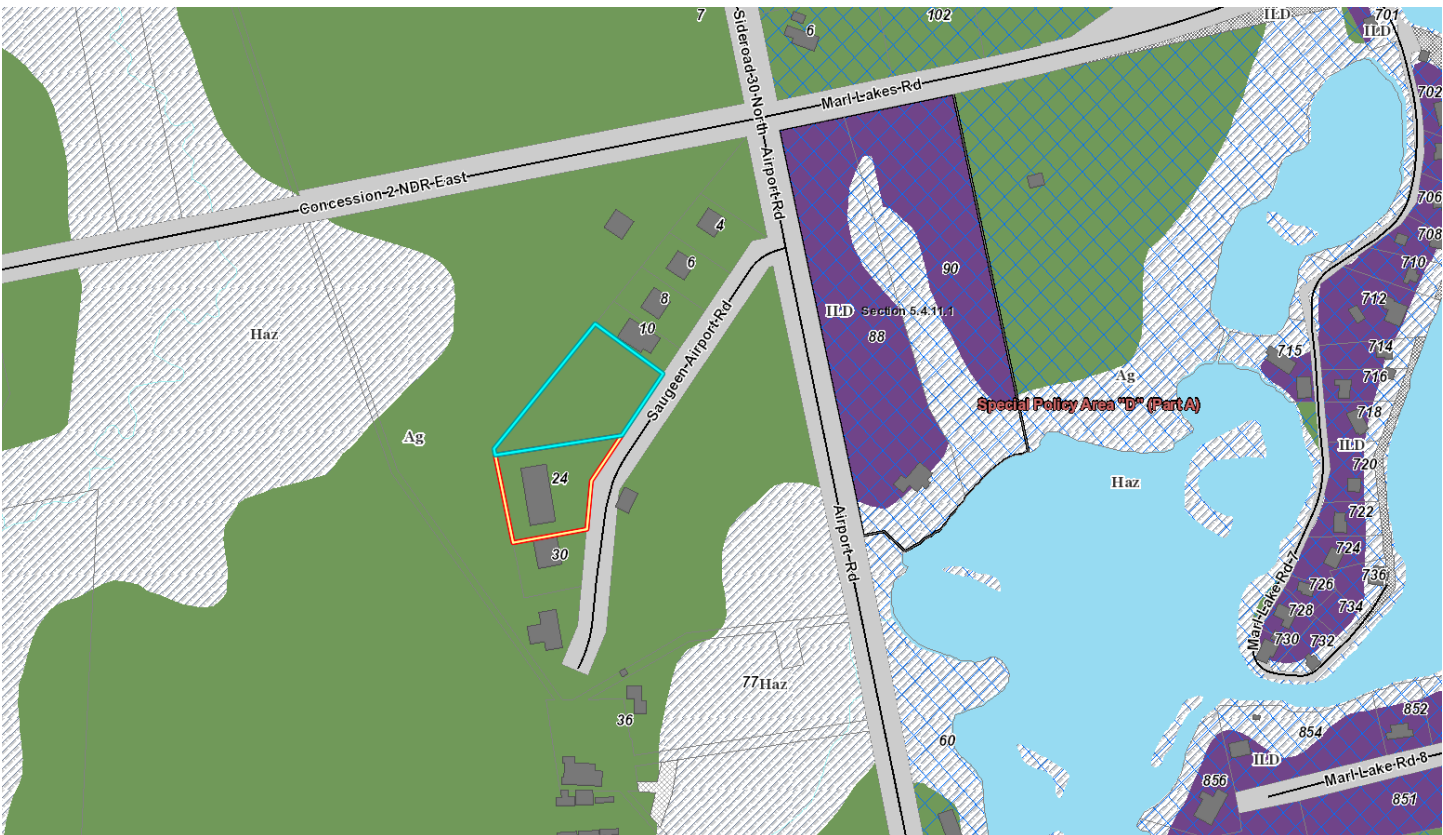 7
102
ILD
701
6
ILD
Sideroad 30 North
Marl Lakes Rd
702
Airport Rd
Concession 2 NDR East
706
4
708
6
710
90
8
712
ILD Section 5.4.11.1
10
88
Saugeen Airport Rd
Haz
714
715
716
Ag
Special Policy Area "D" (Part A)
718
Ag
ILD
720
24
Haz
722
Airport Rd
724
30
736
726
Marl Lake Rd 7
734
728
730
732
77 Haz
36
852
60
854
ILD
856
Marl Lake Rd 8
851